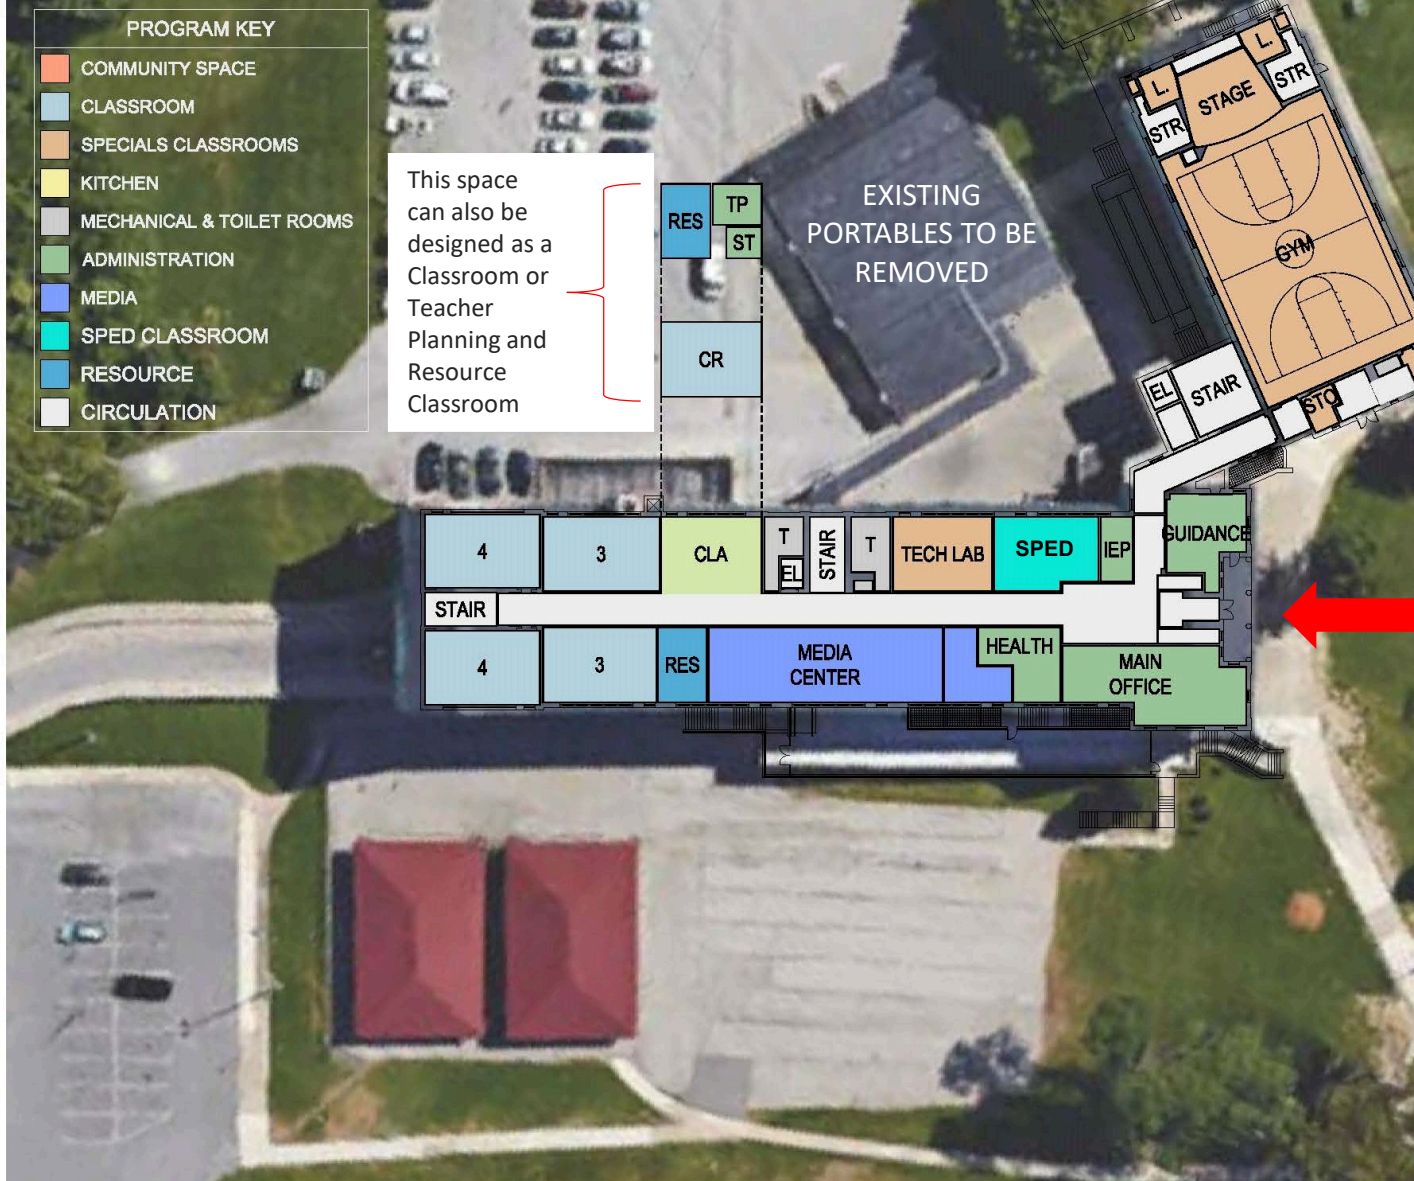 PROGRAM KEY
COMMUNITY SPACE
CLASSROOM
SPECIALS CLASSROOMS
KITCHEN
MECHANICAL & TOILET ROOMS
ADMINISTRATION
MEDIA
SPED CLASSROOM
RESOURCE
CIRCULATION
This space
can also be
designed as a
Classroom or
Teacher
Planning and
Resource
Classroom
RES
TP
ST
CR
EXISTING
PORTABLES TO BE
REMOVED
L.
L.
STR
STR
STAGE
GYM
EL
STAIR
STO
4
3
CLA
T
EL
STAIR
T
TECH LAB
SPED
IEP
GUIDANCE
STAIR
4
3
RES
MEDIA
CENTER
HEALTH
MAIN
OFFICE